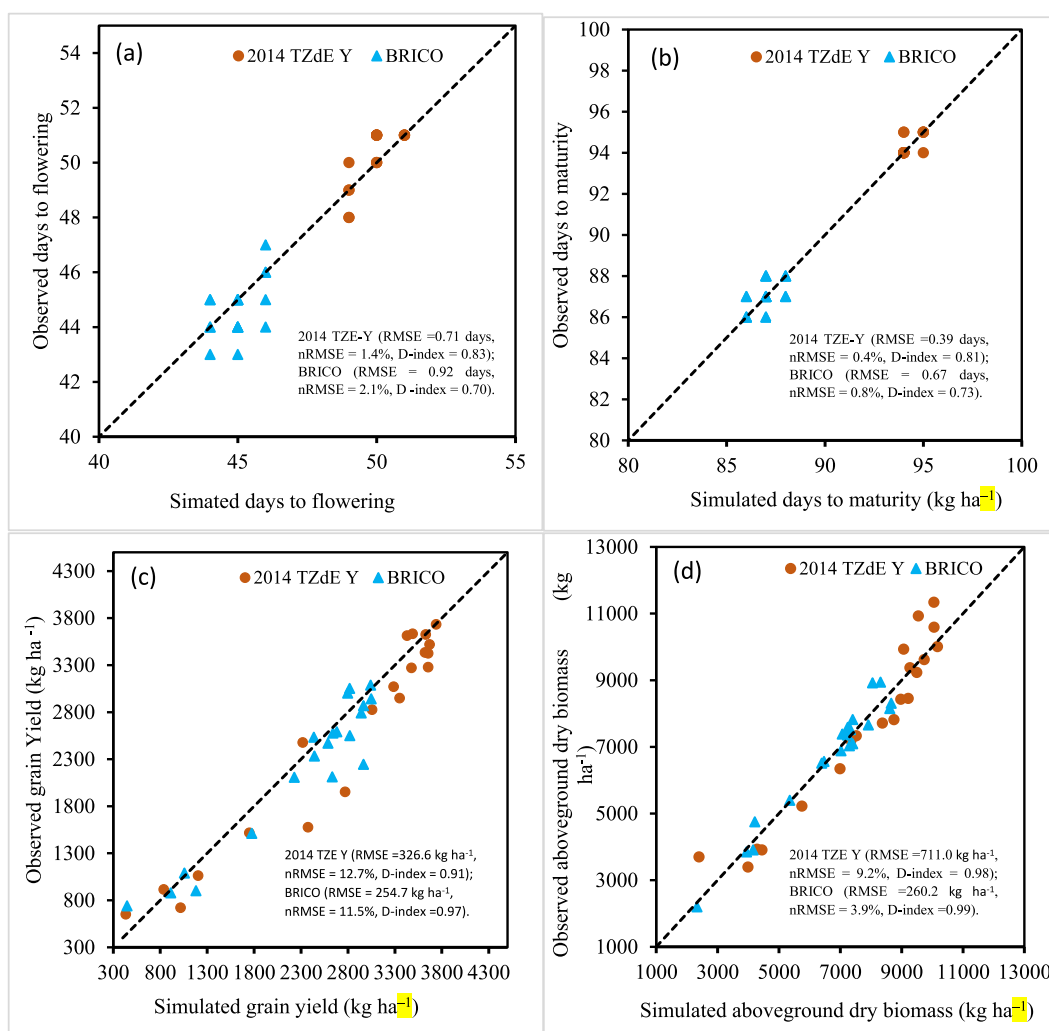 (a)
2014 TZdE Y
BRICO
Observed days to flowering
54
52
50
48
46
44
42
40
2014 TZE-Y (RMSE =0.71 days,
nRMSE = 1.4%, D-index = 0.83);
BRICO (RMSE = 0.92 days,
nRMSE = 2.1%, D-index = 0.70).
40
45
50
55
Simated days to flowering
(b)
2014 TZdE Y
BRICO
Observed days to maturity
100
98
96
94
92
90
88
86
84
82
80
2014 TZE-Y (RMSE =0.39 days,
nRMSE = 0.4%, D-index = 0.81);
BRICO (RMSE = 0.67 days,
nRMSE = 0.8%, D-index = 0.73).
80
85
90
95
100
Simulated days to maturity (kg ha⁻¹)
(c)
2014 TZdE Y
BRICO
Observed grain Yield (kg ha⁻¹)
4300
3800
3300
2800
2300
1800
1300
800
300
2014 TZE Y (RMSE =326.6 kg ha⁻¹,
nRMSE = 12.7%, D-index = 0.91);
BRICO (RMSE = 254.7 kg ha⁻¹,
nRMSE = 11.5%, D-index =0.97).
300
800
1300
1800
2300
2800
3300
3800
4300
Simulated grain yield (kg ha⁻¹)
(d)
2014 TZdE Y
BRICO
Observed aboveground dry biomass (kg
ha⁻¹)
13000
11000
9000
7000
5000
3000
1000
2014 TZE Y (RMSE =711.0 kg ha⁻¹,
nRMSE = 9.2%, D-index = 0.98);
BRICO (RMSE =260.2 kg ha⁻¹,
nRMSE = 3.9%, D-index =0.99).
1000
3000
5000
7000
9000
11000
13000
Simulated aboveground dry biomass (kg ha⁻¹)